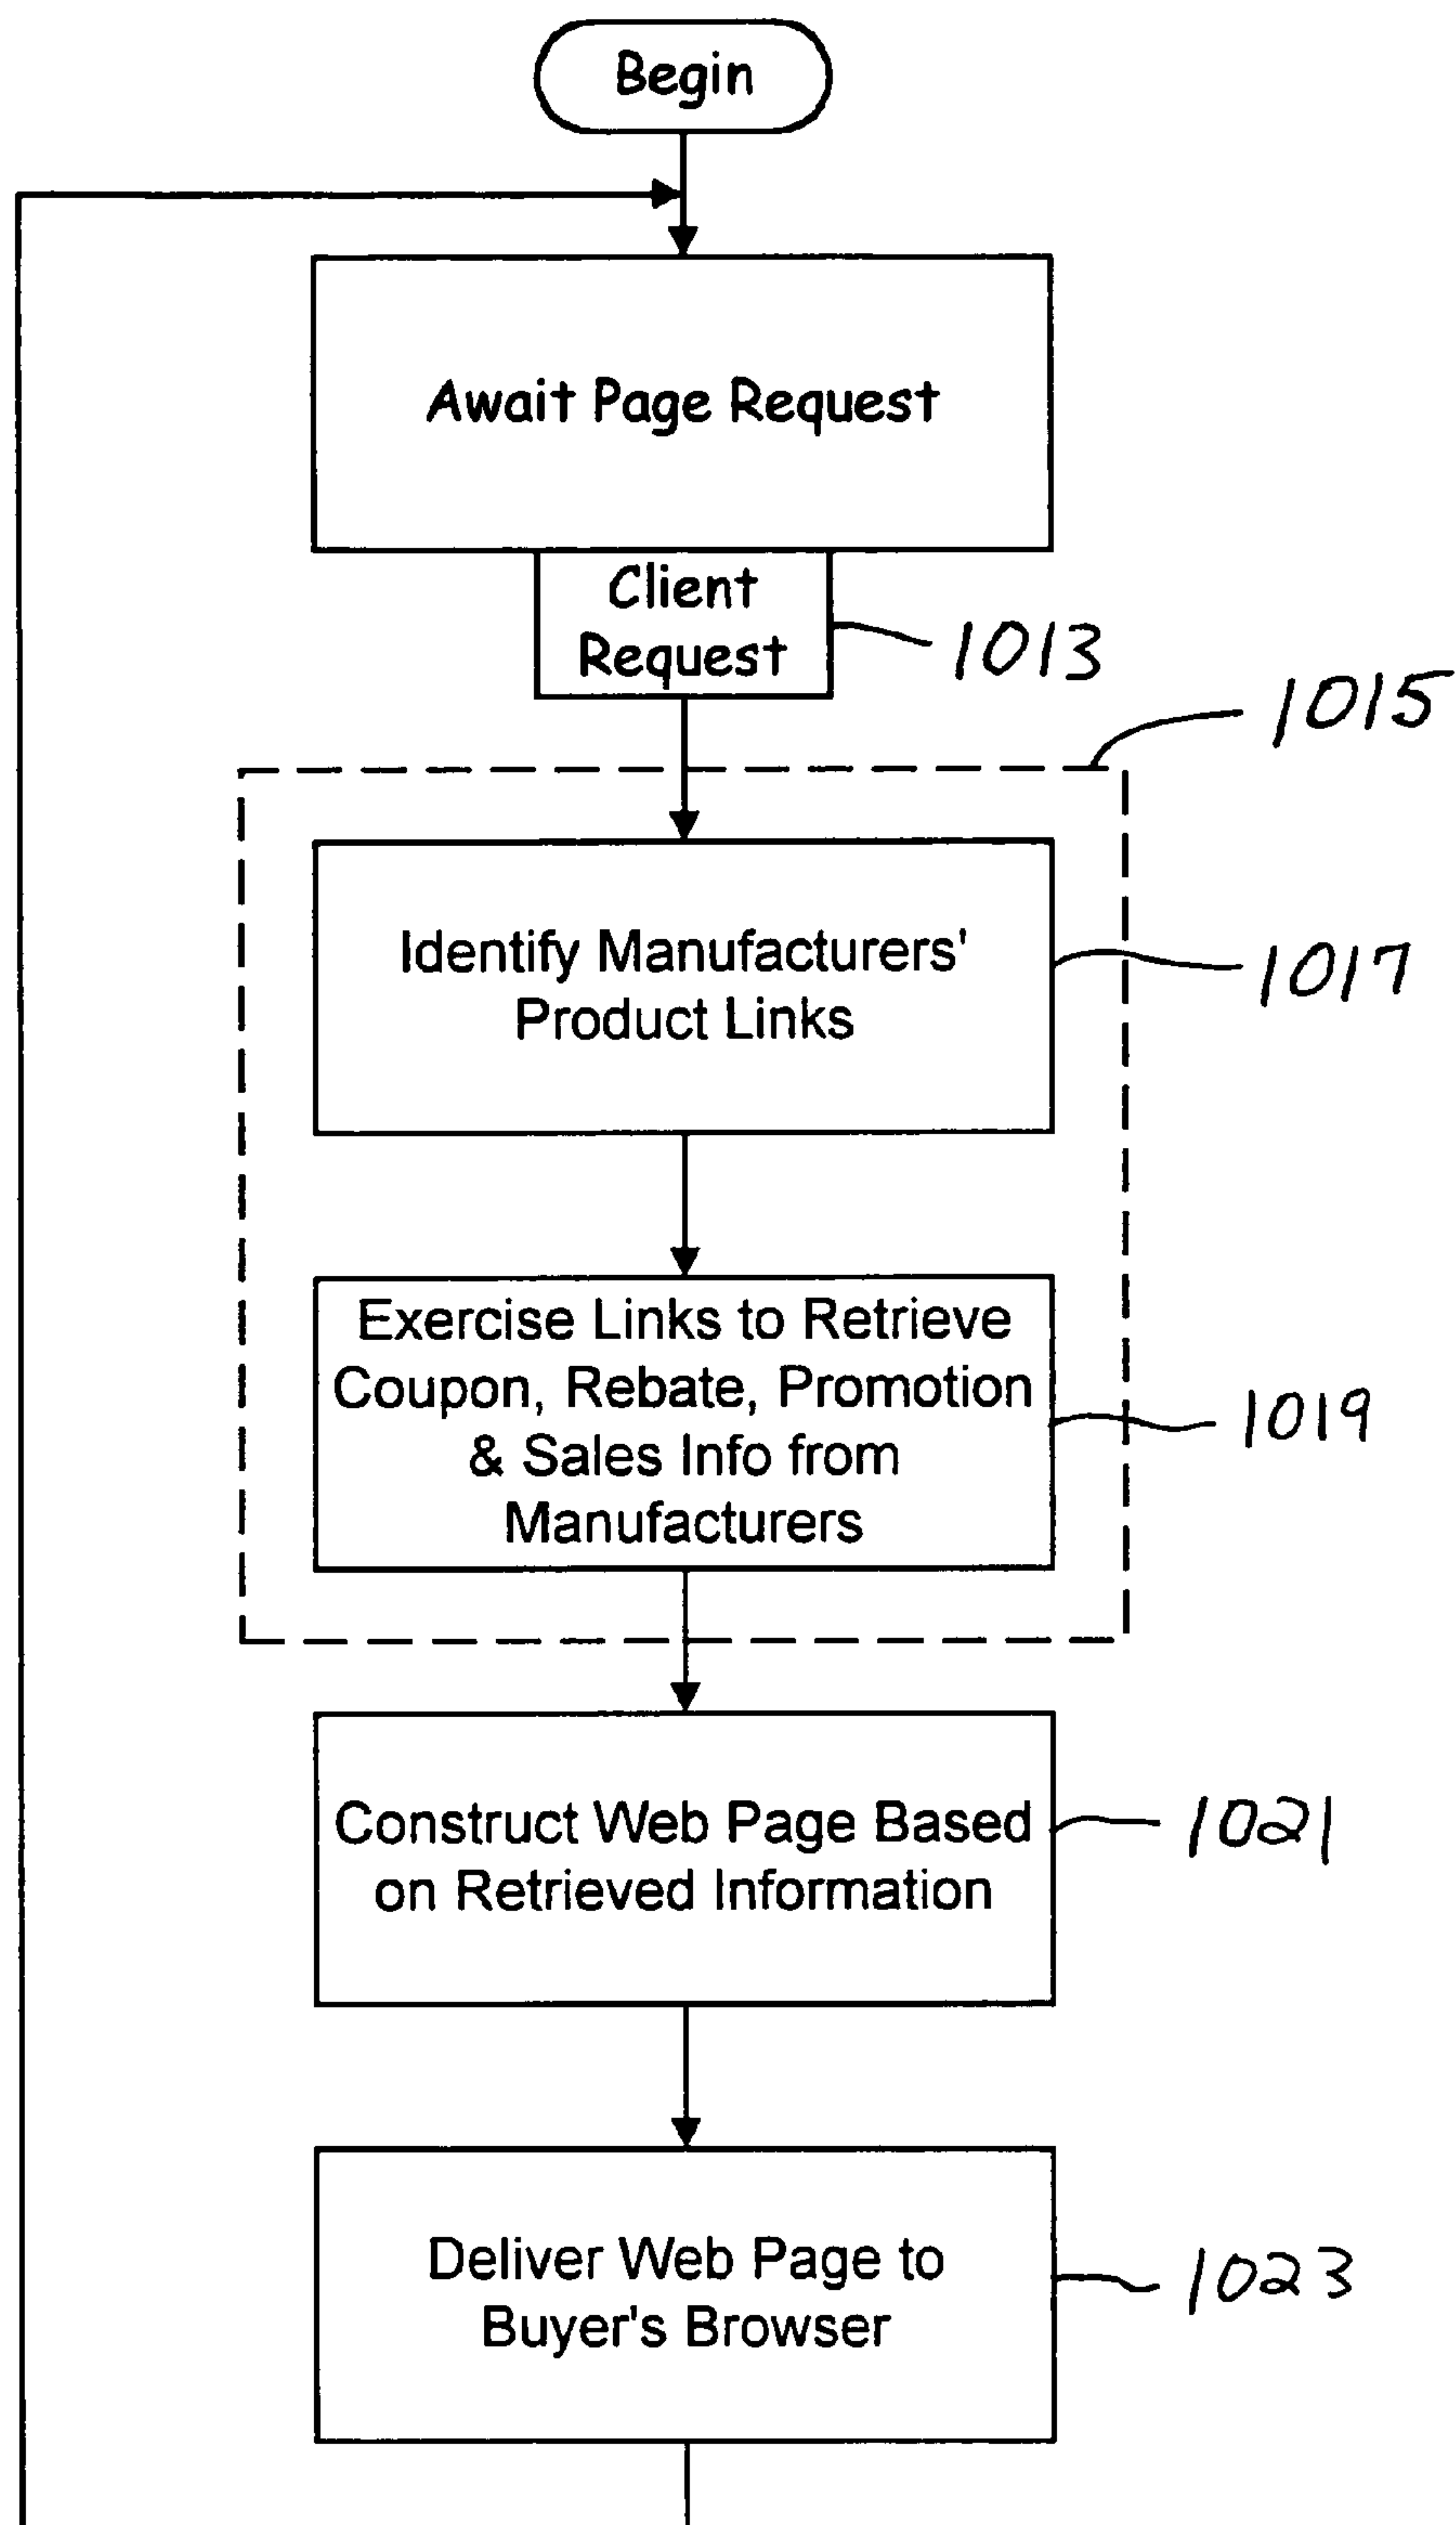 Begin
Await Page Request
Client
Request
1013
1015
Identify Manufacturers'
Product Links
1017
Exercise Links to Retrieve
Coupon, Rebate, Promotion
& Sales Info from
Manufacturers
1019
Construct Web Page Based
on Retrieved Information
1021
Deliver Web Page to
Buyer's Browser
1023